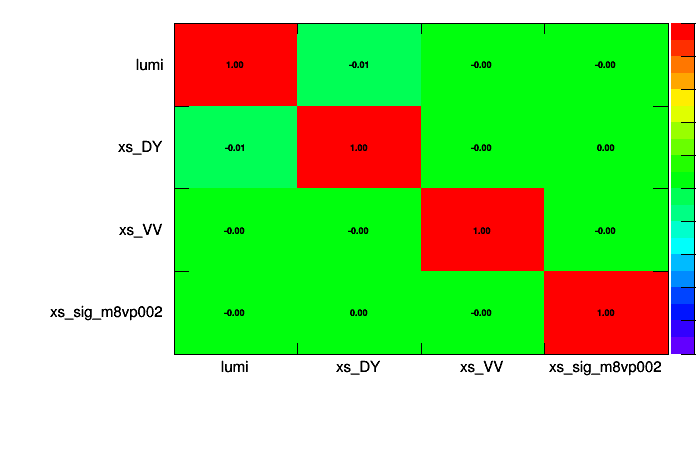 lumi 1.00 -0.01 -0.00 -0.00
xs_DY -0.01 1.00 -0.00 0.00
xs_VV -0.00 -0.00 1.00 -0.00
xs_sig_m8vp002 -0.00 0.00 -0.00 1.00
lumi xs_DY xs_VV xs_sig_m8vp002